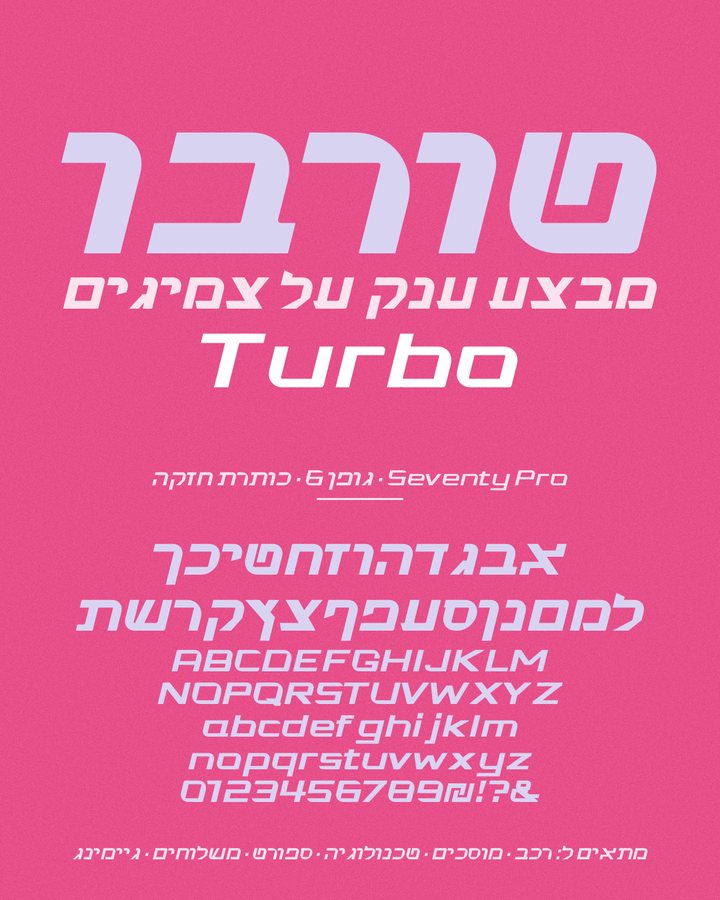 טורבו
מבצע ענק על צמיגים
Turbo
Seventy Pro · גופן 6 · כותרת חזקה
אבגדהוזחטיכך
למםנןסעפףצץקרשת
ABCDEFGHIJKLM
NOPQRSTUVWXYZ
abcdefghijklm
nopqrstuvwxyz
0123456789₪!?&
מתאים ל: רכב · מוסכים · טכנולוגיה · ספורט · משלוחים · גיימינג